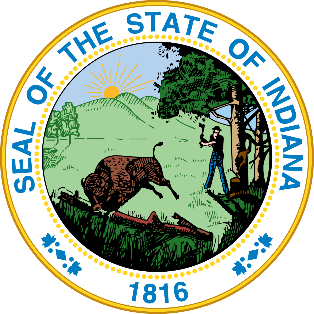 SEAL OF THE STATE OF INDIANA
1816